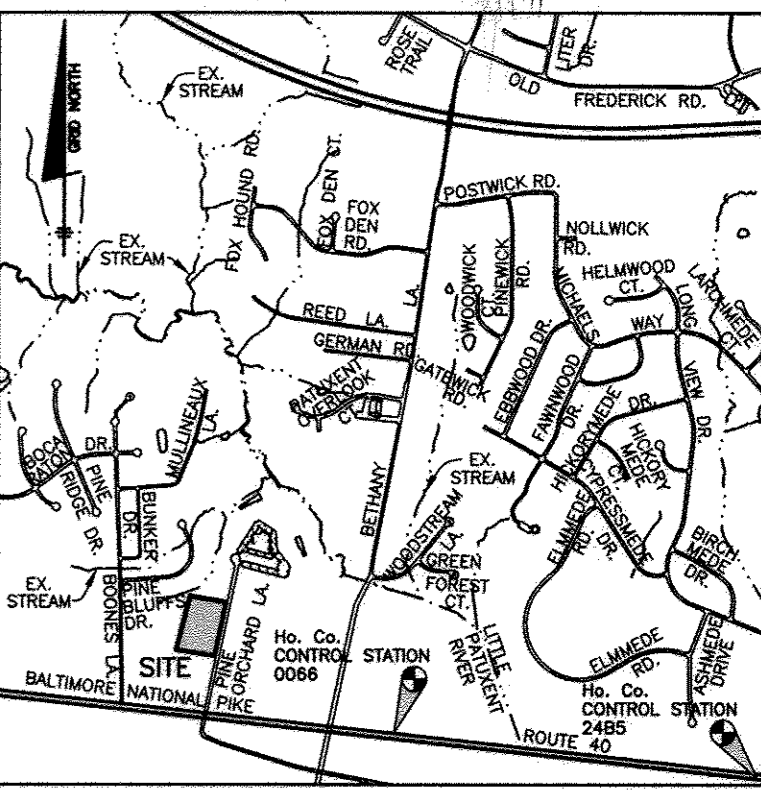 ROSE
TRAIL
LITER
DR.
OLD
FREDERICK RD.
EX.
STREAM
GRID NORTH
FOX HOUND RD.
FOX DEN CT.
FOX
DEN
RD.
POSTWICK RD.
NOLLWICK
RD.
EX.
STREAM
WOODWICK
CT.
PINEWICK
RD.
HELMWOOD
CT.
LARCHMEDE
CT.
REED LA.
LA.
MICHAELS
WAY
LONG
VIEW DR.
GERMAN RD
GATEWICK
RD.
EBBWOOD DR.
FAWNWOOD
DR.
PATUXENT
OVERLOOK
CT.
HICKORYMEDE
DR.
HICKORY
MEDE
CT.
MULLINEAUX
LA.
BOCA
RATON
DR.
PINE
RIDGE DR.
BUNKER
DR.
BETHANY
EX.
STREAM
CYPRESSMEDE
DR.
ELMMEDE
RD.
WOODSTREAM
LA.
BIRCH
MEDE
DR.
GREEN
FOREST
CT.
EX.
STREAM
BOONES LA.
PINE
BLUFFS
DR.
PINE
ORCHARD LA.
SITE
Ho. Co.
CONTROL STATION
0066
LITTLE
PATUXENT
RIVER
ELMMEDE
RD.
ASHMEDE
DRIVE
Ho. Co.
CONTROL STATION
24B5
BALTIMORE NATIONAL PIKE
ROUTE 40